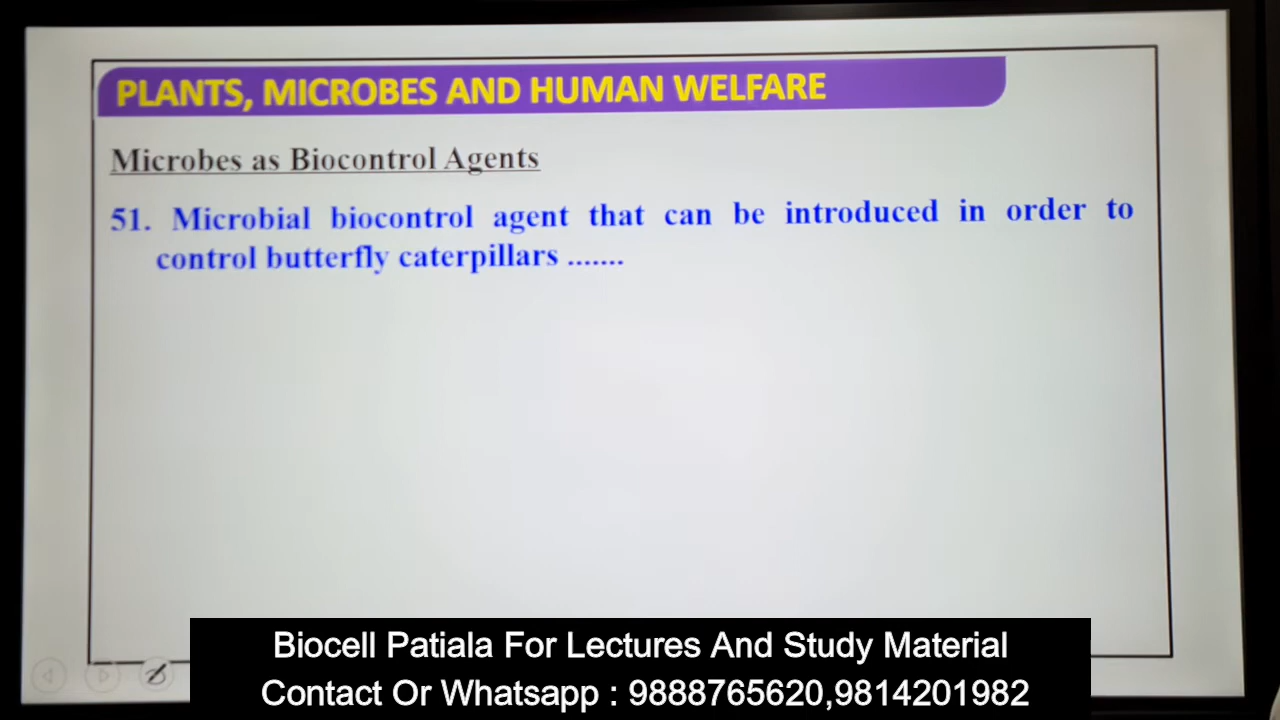 PLANTS, MICROBES AND HUMAN WELFARE
Microbes as Biocontrol Agents
51. Microbial biocontrol agent that can be introduced in order to
control butterfly caterpillars .......
Biocell Patiala For Lectures And Study Material
Contact Or Whatsapp : 9888765620,9814201982